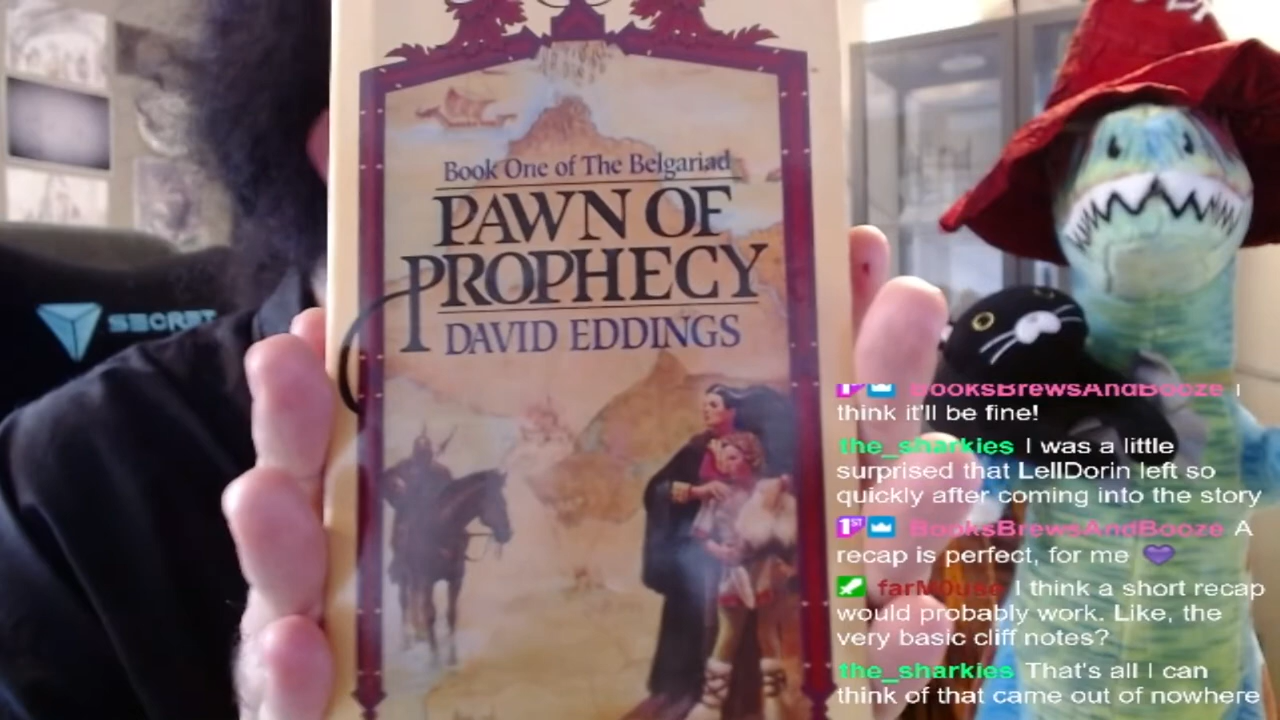 Book One of The Belgariad
PAWN OF
PROPHECY
DAVID EDDINGS
SECRET
BooksBrewsAndBooze I
think it'll be fine!
the_sharkies I was a little
surprised that LellDorin left so
quickly after coming into the story
1ST BooksBrewsAndBooze A
recap is perfect, for me 💜
farM0use I think a short recap
would probably work. Like, the
very basic cliff notes?
the_sharkies That's all I can
think of that came out of nowhere